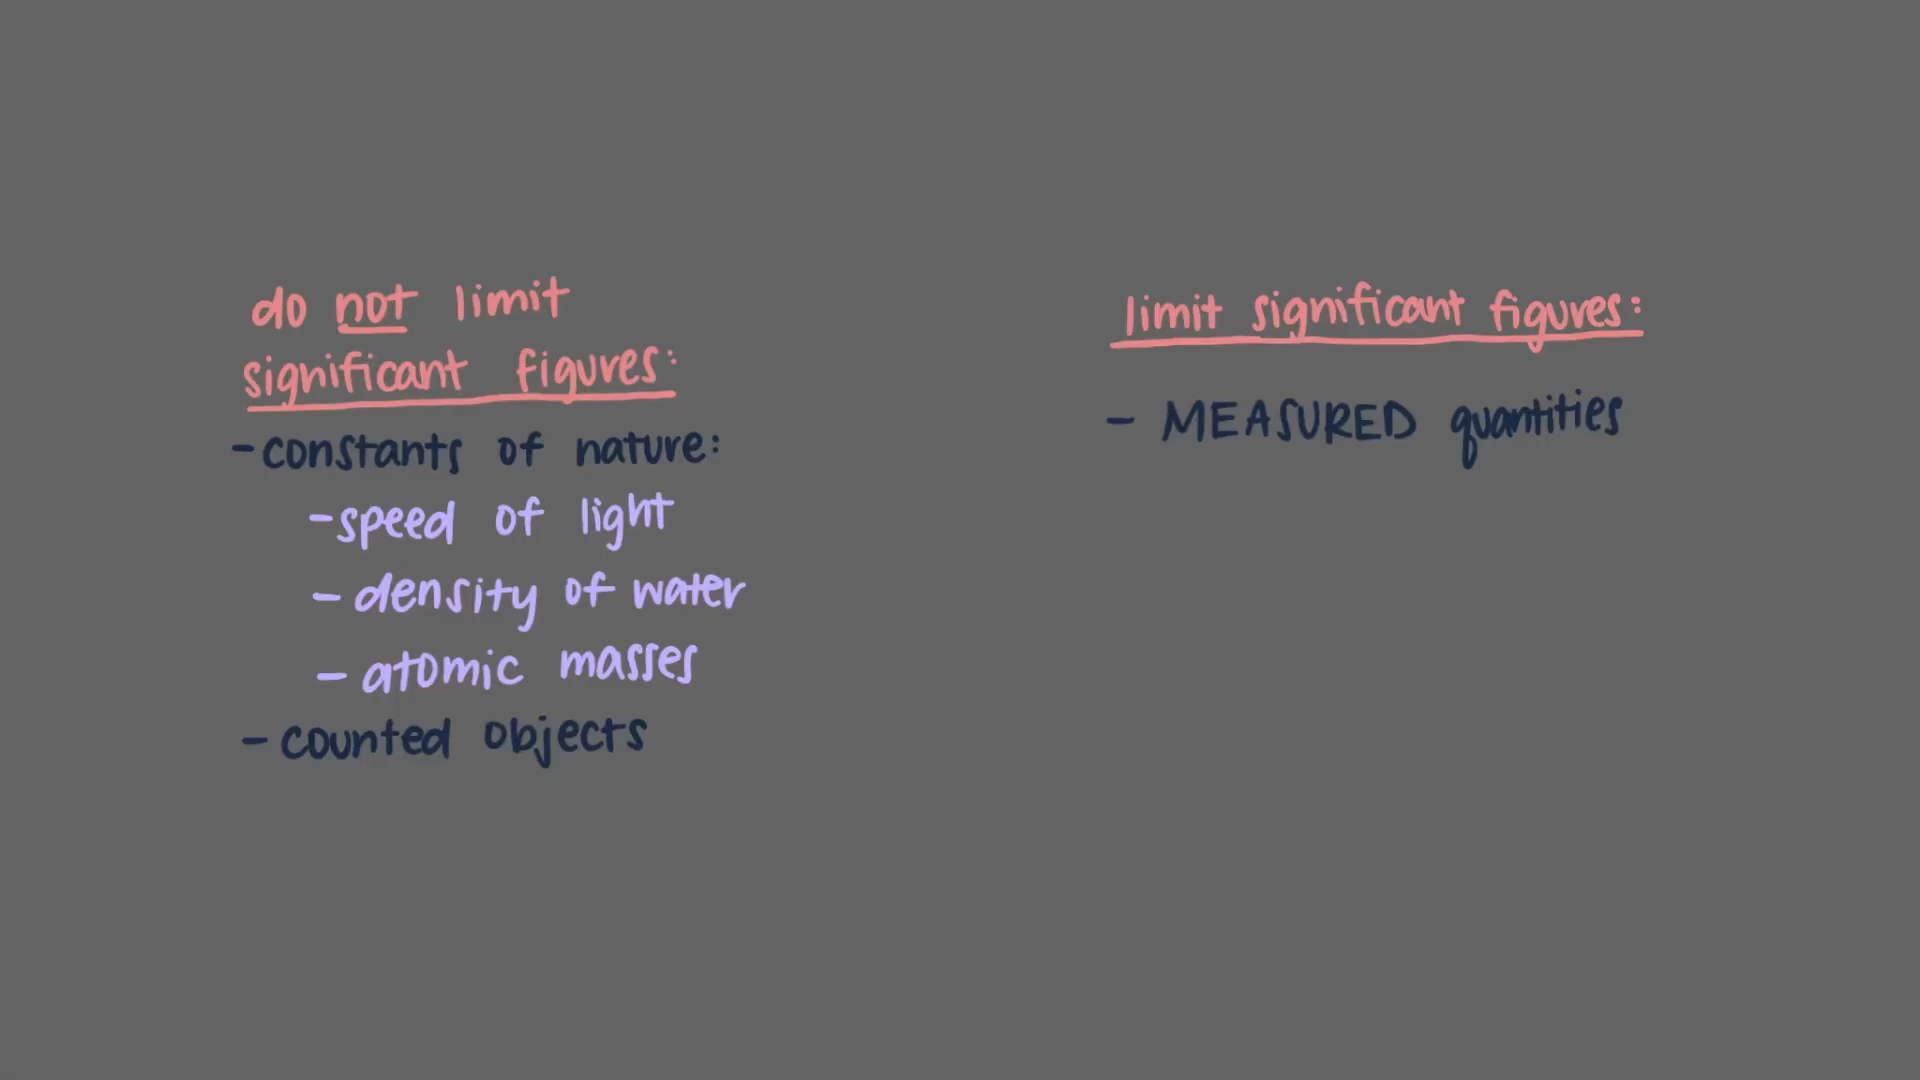 do not limit
significant figures:
-constants of nature:
-speed of light
- density of water
- atomic masses
- counted objects
limit significant figures:
- MEASURED quantities